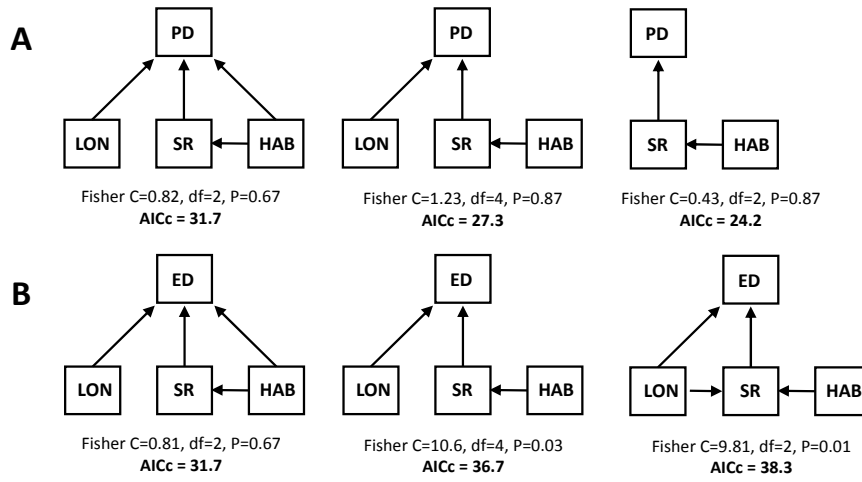 A
PD
LON
SR
HAB
Fisher C=0.82, df=2, P=0.67
AICc = 31.7
PD
LON
SR
HAB
Fisher C=1.23, df=4, P=0.87
AICc = 27.3
PD
SR
HAB
Fisher C=0.43, df=2, P=0.87
AICc = 24.2
B
ED
LON
SR
HAB
Fisher C=0.81, df=2, P=0.67
AICc = 31.7
ED
LON
SR
HAB
Fisher C=10.6, df=4, P=0.03
AICc = 36.7
ED
LON
SR
HAB
Fisher C=9.81, df=2, P=0.01
AICc = 38.3